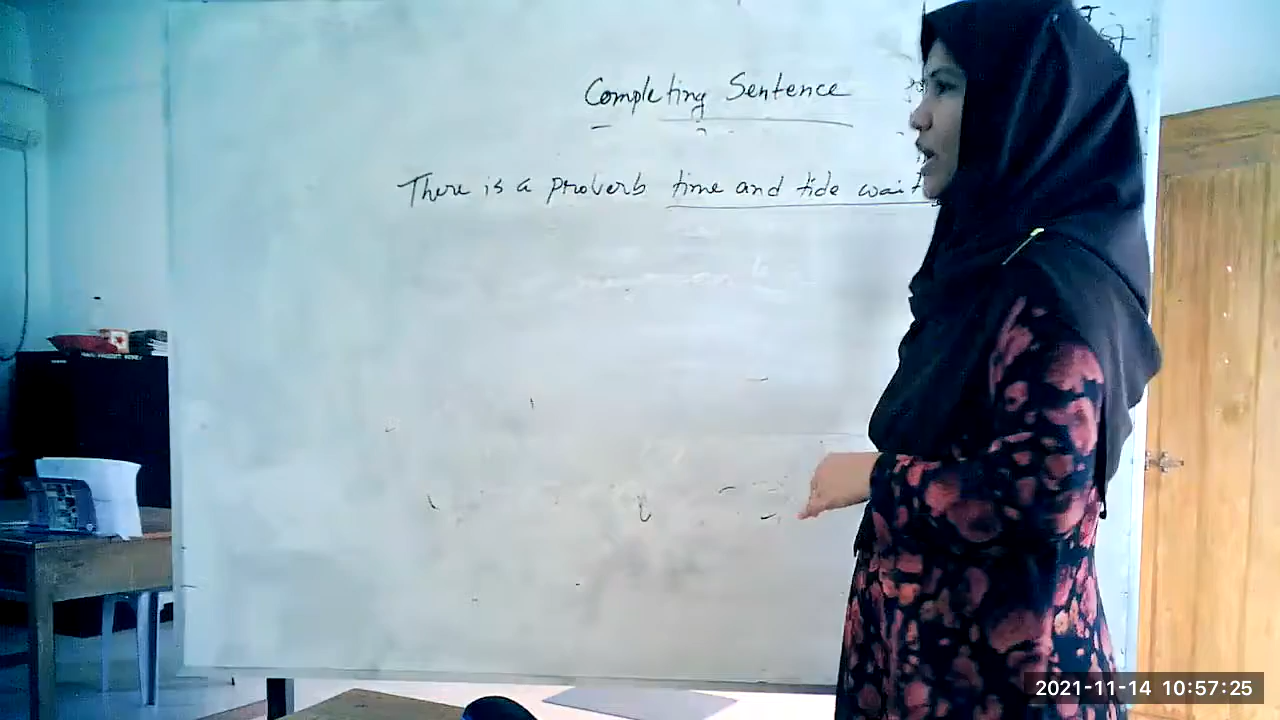 Completing Sentence
There is a proverb time and tide wait
2021-11-14 10:57:25